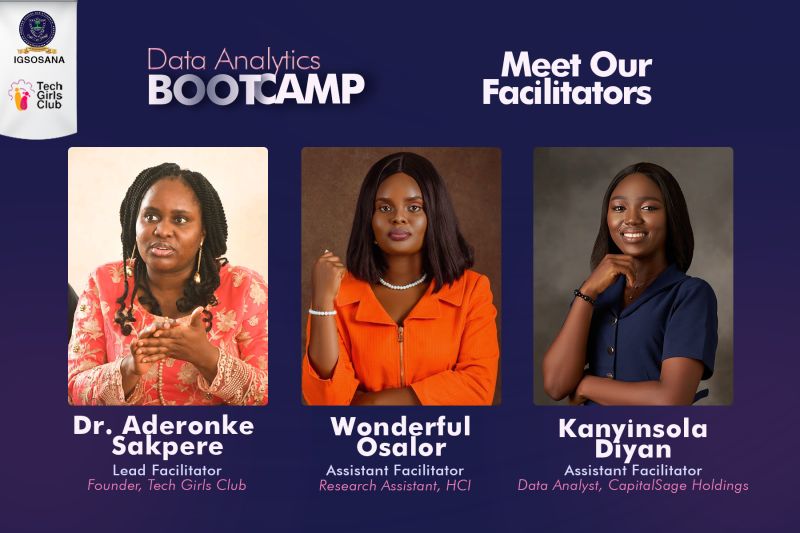 IGSOSANA
Tech
Girls
Club
Data Analytics
BOOTCAMP
Meet Our
Facilitators
Dr. Aderonke
Sakpere
Lead Facilitator
Founder, Tech Girls Club
Wonderful
Osalor
Assistant Facilitator
Research Assistant, HCI
Kanyinsola
Diyan
Assistant Facilitator
Data Analyst, CapitalSage Holdings